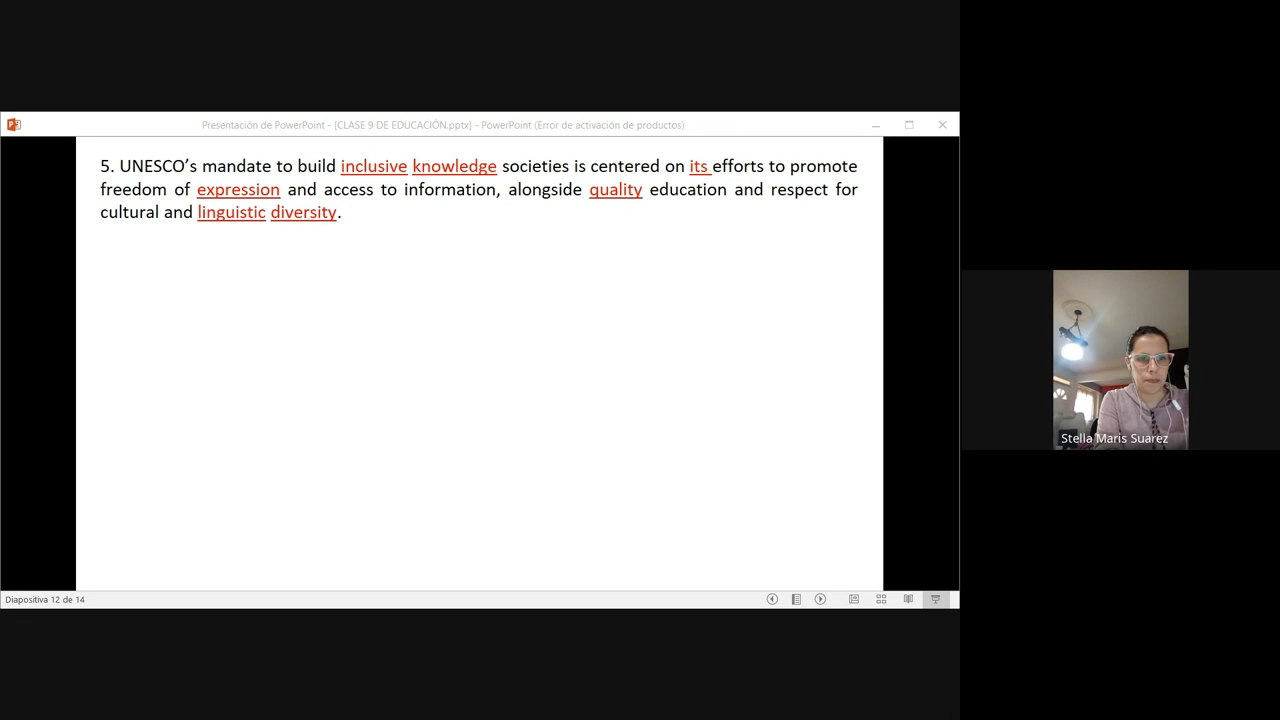 Presentación de PowerPoint - [CLASE 9 DE EDUCACIÓN.pptx] - PowerPoint (Error de activación de productos)
5. UNESCO’s mandate to build inclusive knowledge societies is centered on its efforts to promote
freedom of expression and access to information, alongside quality education and respect for
cultural and linguistic diversity.
Stella Maris Suarez
Diapositiva 12 de 14